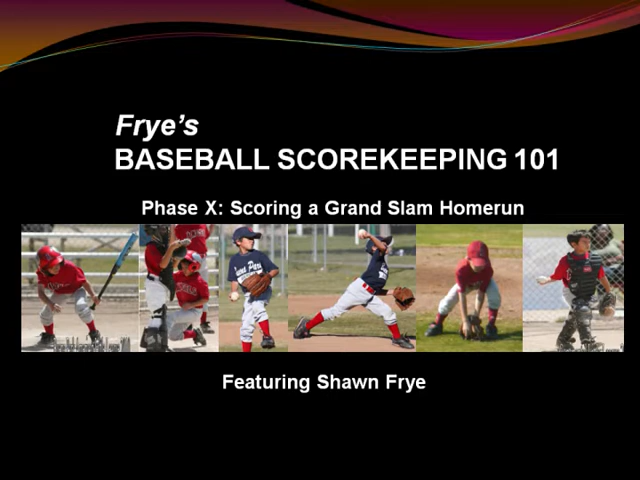 Frye's
BASEBALL SCOREKEEPING 101
Phase X: Scoring a Grand Slam Homerun
Featuring Shawn Frye